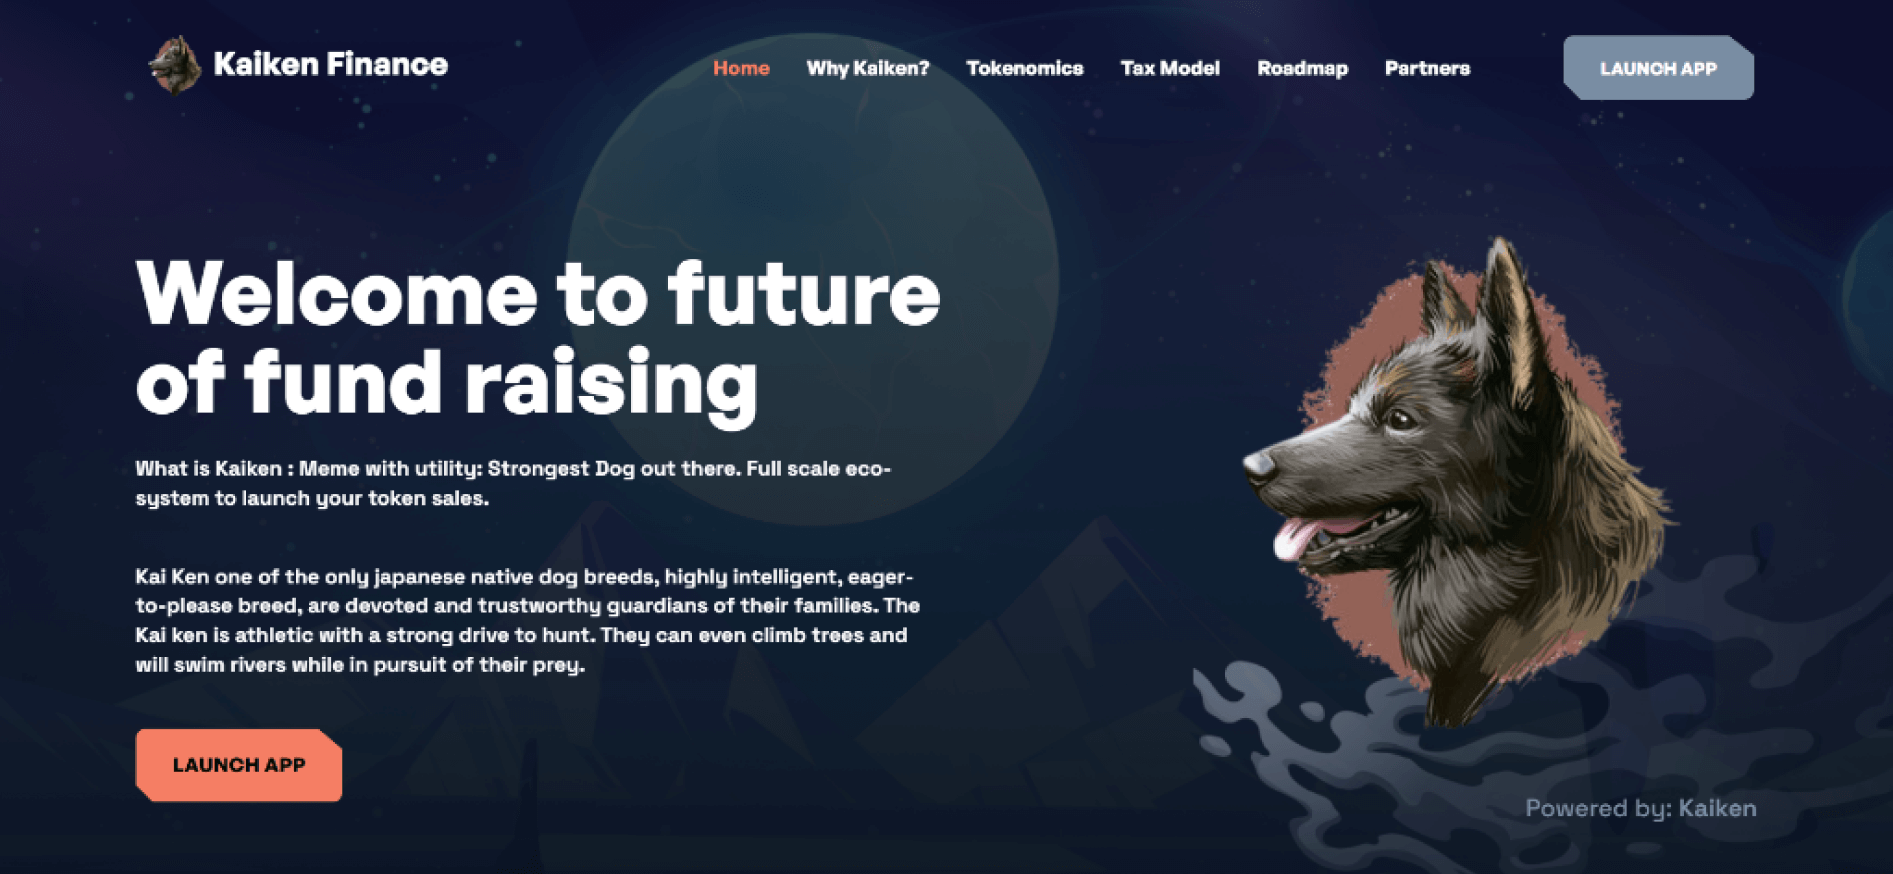 Kaiken Finance
Home
Why Kaiken?
Tokenomics
Tax Model
Roadmap
Partners
LAUNCH APP
Welcome to future
of fund raising
What is Kaiken : Meme with utility: Strongest Dog out there. Full scale eco-
system to launch your token sales.
Kai Ken one of the only japanese native dog breeds, highly intelligent, eager-
to-please breed, are devoted and trustworthy guardians of their families. The
Kai ken is athletic with a strong drive to hunt. They can even climb trees and
will swim rivers while in pursuit of their prey.
LAUNCH APP
Powered by: Kaiken